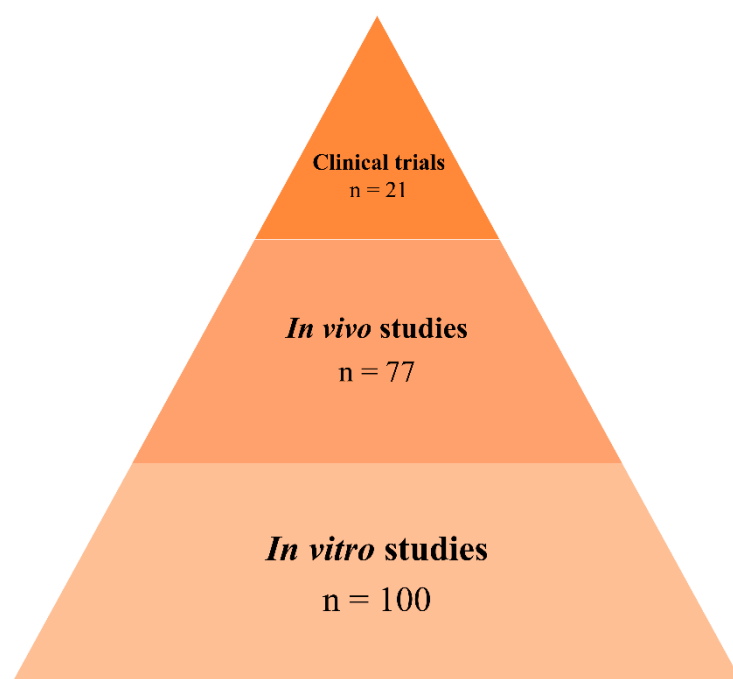 Clinical trials
n = 21
In vivo studies
n = 77
In vitro studies
n = 100